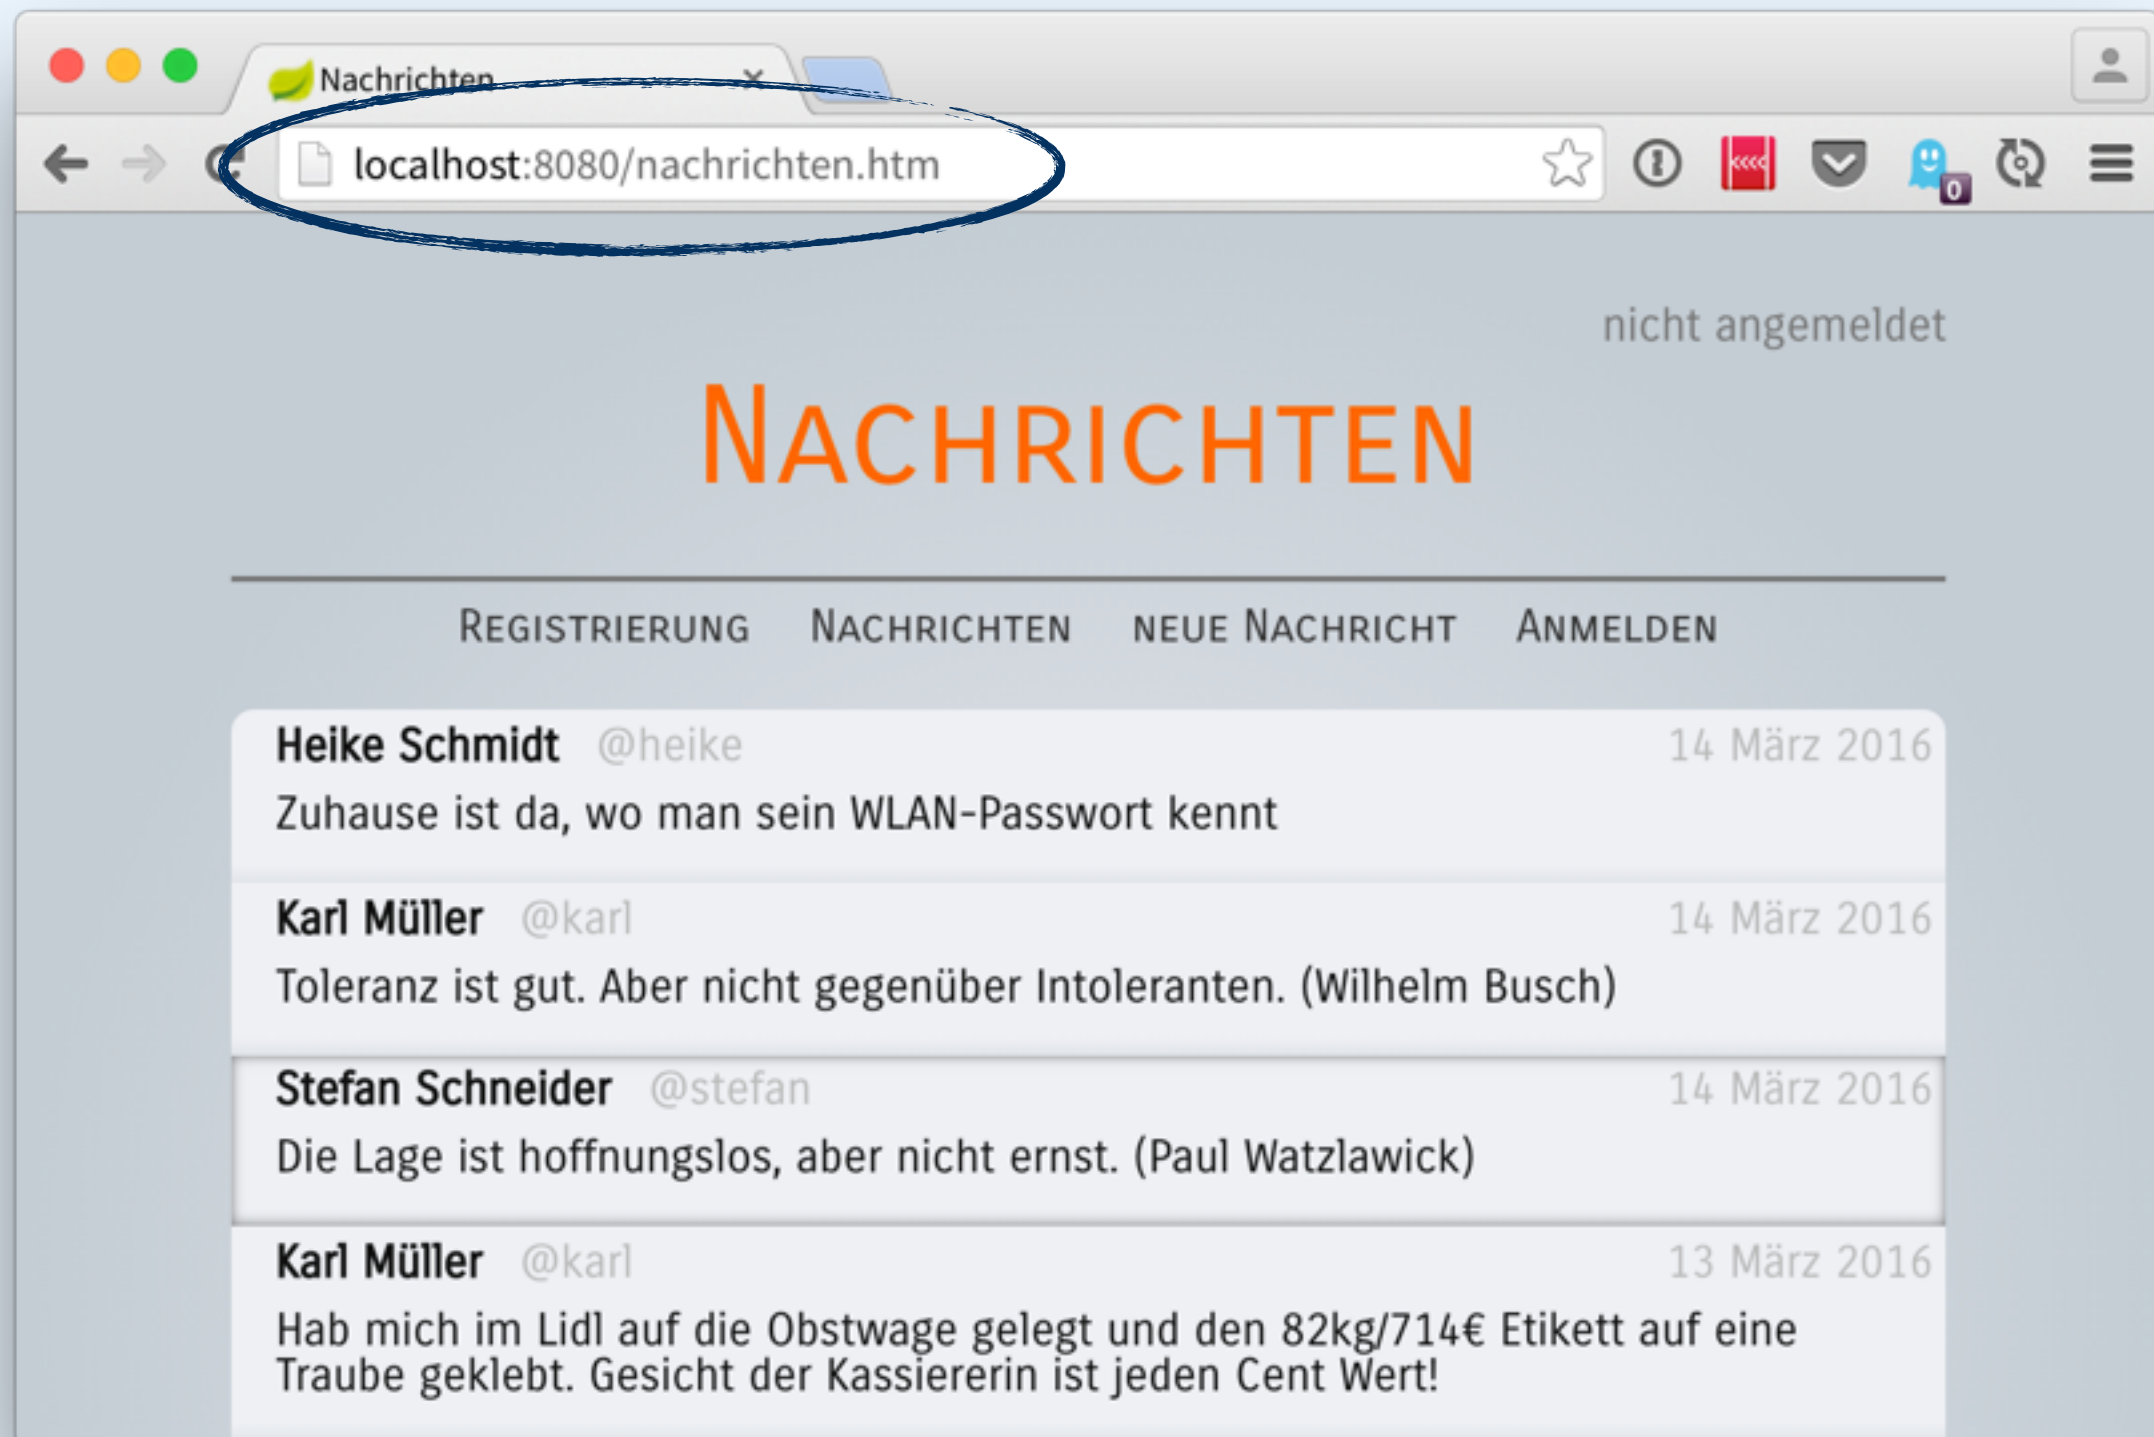 Nachrichten
localhost:8080/nachrichten.htm
0
nicht angemeldet
NACHRICHTEN
REGISTRIERUNG NACHRICHTEN NEUE NACHRICHT ANMELDEN
Heike Schmidt @heike 14 März 2016
Zuhause ist da, wo man sein WLAN-Passwort kennt
Karl Müller @karl 14 März 2016
Toleranz ist gut. Aber nicht gegenüber Intoleranten. (Wilhelm Busch)
Stefan Schneider @stefan 14 März 2016
Die Lage ist hoffnungslos, aber nicht ernst. (Paul Watzlawick)
Karl Müller @karl 13 März 2016
Hab mich im Lidl auf die Obstwage gelegt und den 82kg/714€ Etikett auf eine
Traube geklebt. Gesicht der Kassiererin ist jeden Cent Wert!